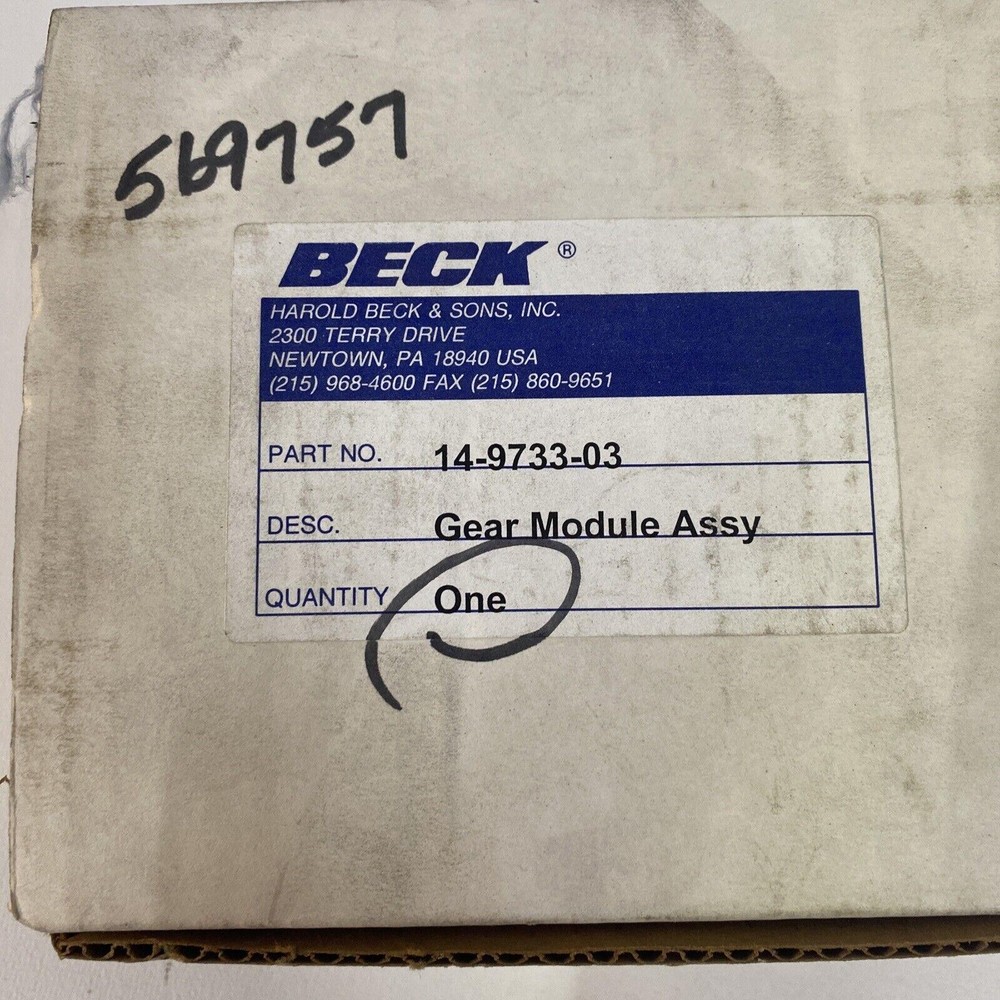 569757
BECK ®
HAROLD BECK & SONS, INC.
2300 TERRY DRIVE
NEWTOWN, PA 18940 USA
(215) 968-4600 FAX (215) 860-9651
PART NO. 14-9733-03
DESC. Gear Module Assy
QUANTITY One